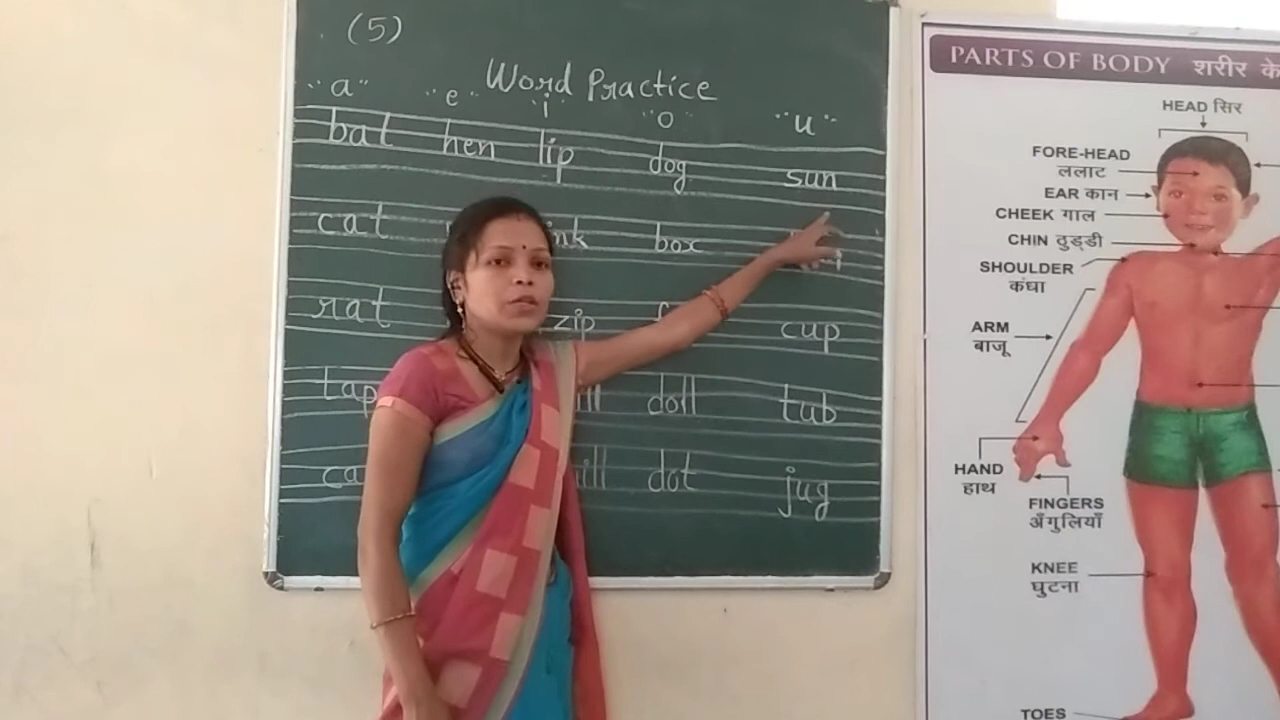 (5)
Word Practice
"a" "e" "i" "o" "u"
bat hen lip dog sun
cat box
rat zip cup
tap doll tub
dot jug
PARTS OF BODY शरीर के
HEAD सिर
FORE-HEAD
ललाट
EAR कान
CHEEK गाल
CHIN ठुड्डी
SHOULDER
कंधा
ARM
बाजू
HAND
हाथ
FINGERS
अँगुलियाँ
KNEE
घुटना
TOES